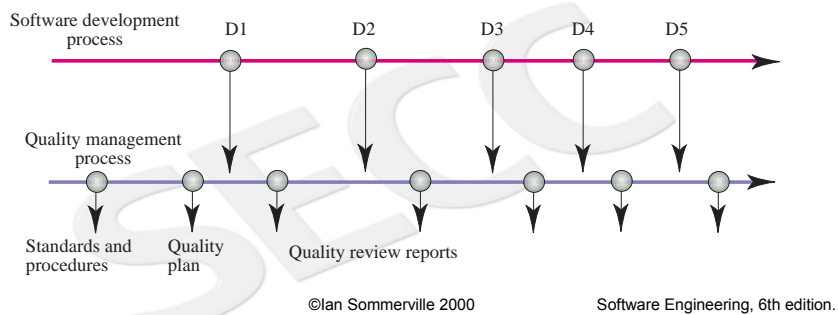 Software development
process
D1 D2 D3 D4 D5
Quality management
process
Standards and
procedures
Quality
plan
Quality review reports
©Ian Sommerville 2000 Software Engineering, 6th edition.
SECC